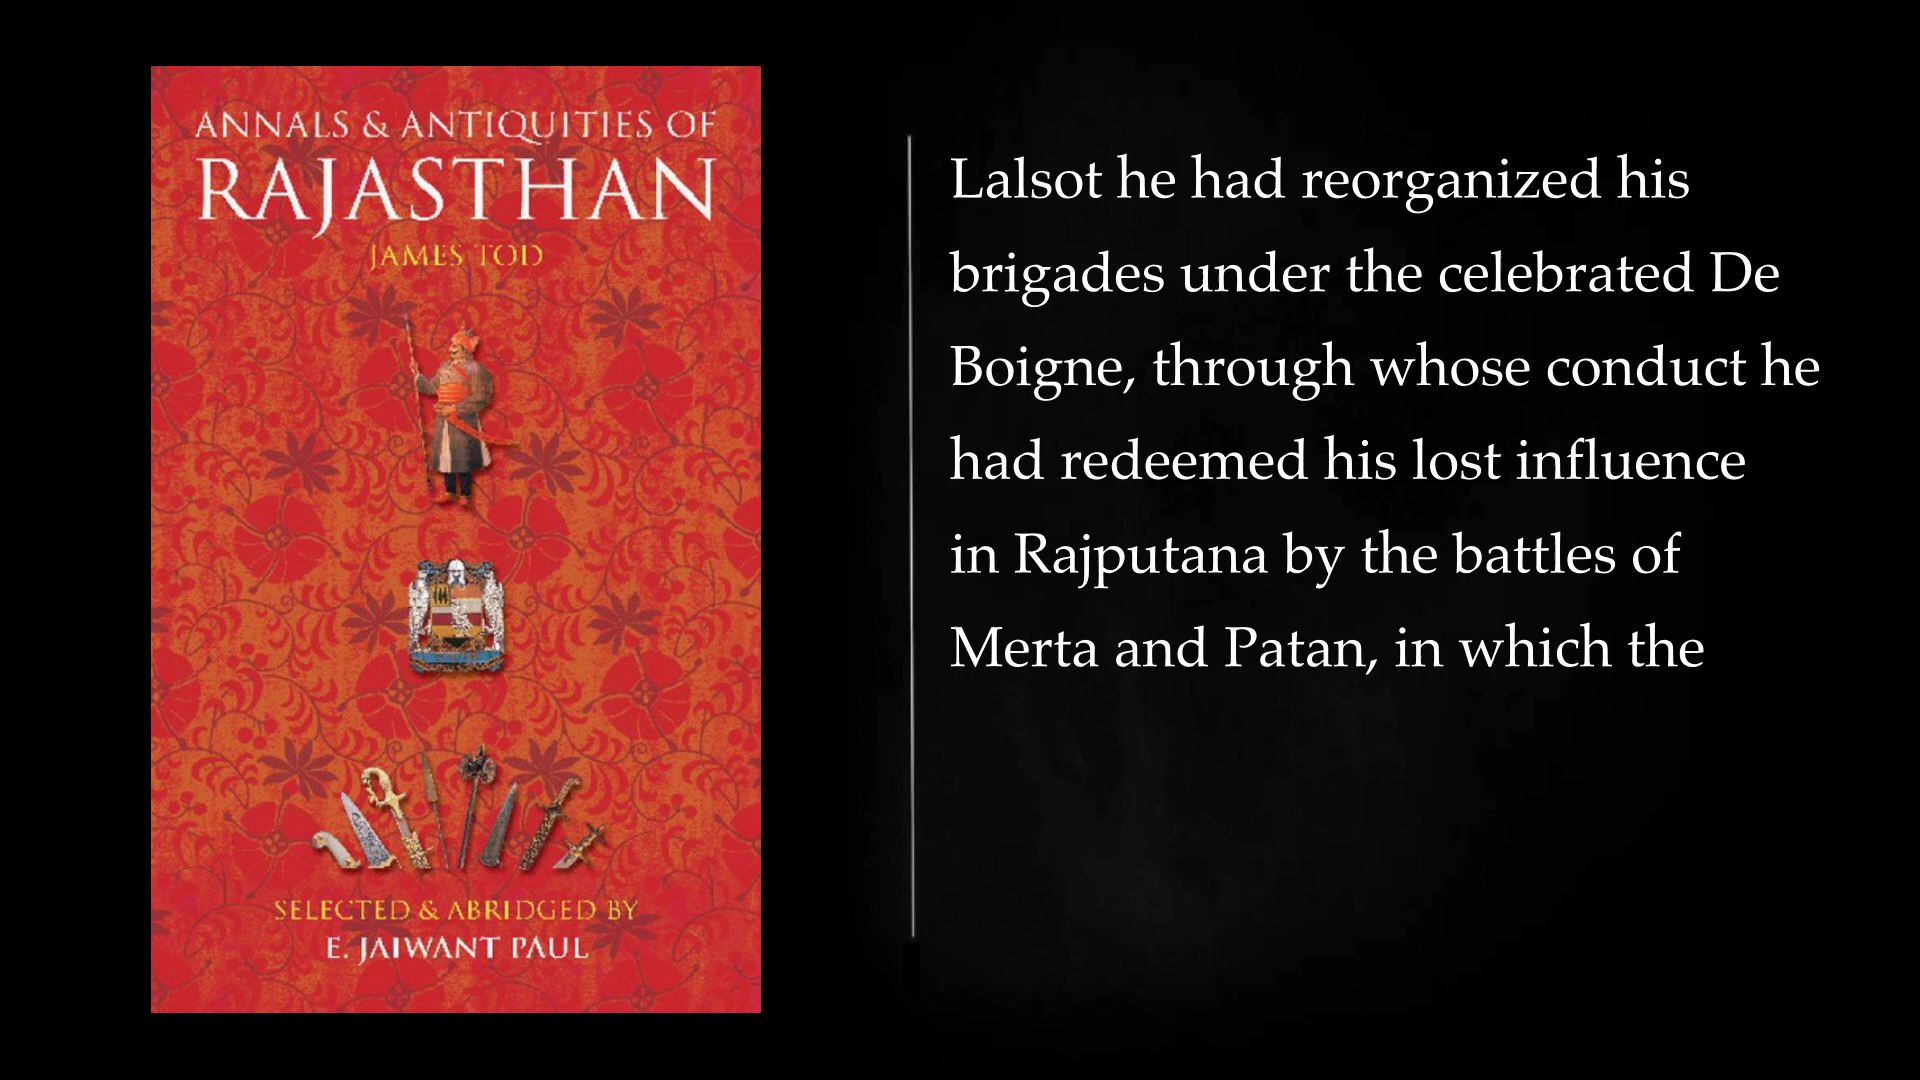 ANNALS & ANTIQUITIES OF
RAJASTHAN
JAMES TOD
SELECTED & ABRIDGED BY
E. JAIWANT PAUL
Lalsot he had reorganized his
brigades under the celebrated De
Boigne, through whose conduct he
had redeemed his lost influence
in Rajputana by the battles of
Merta and Patan, in which the